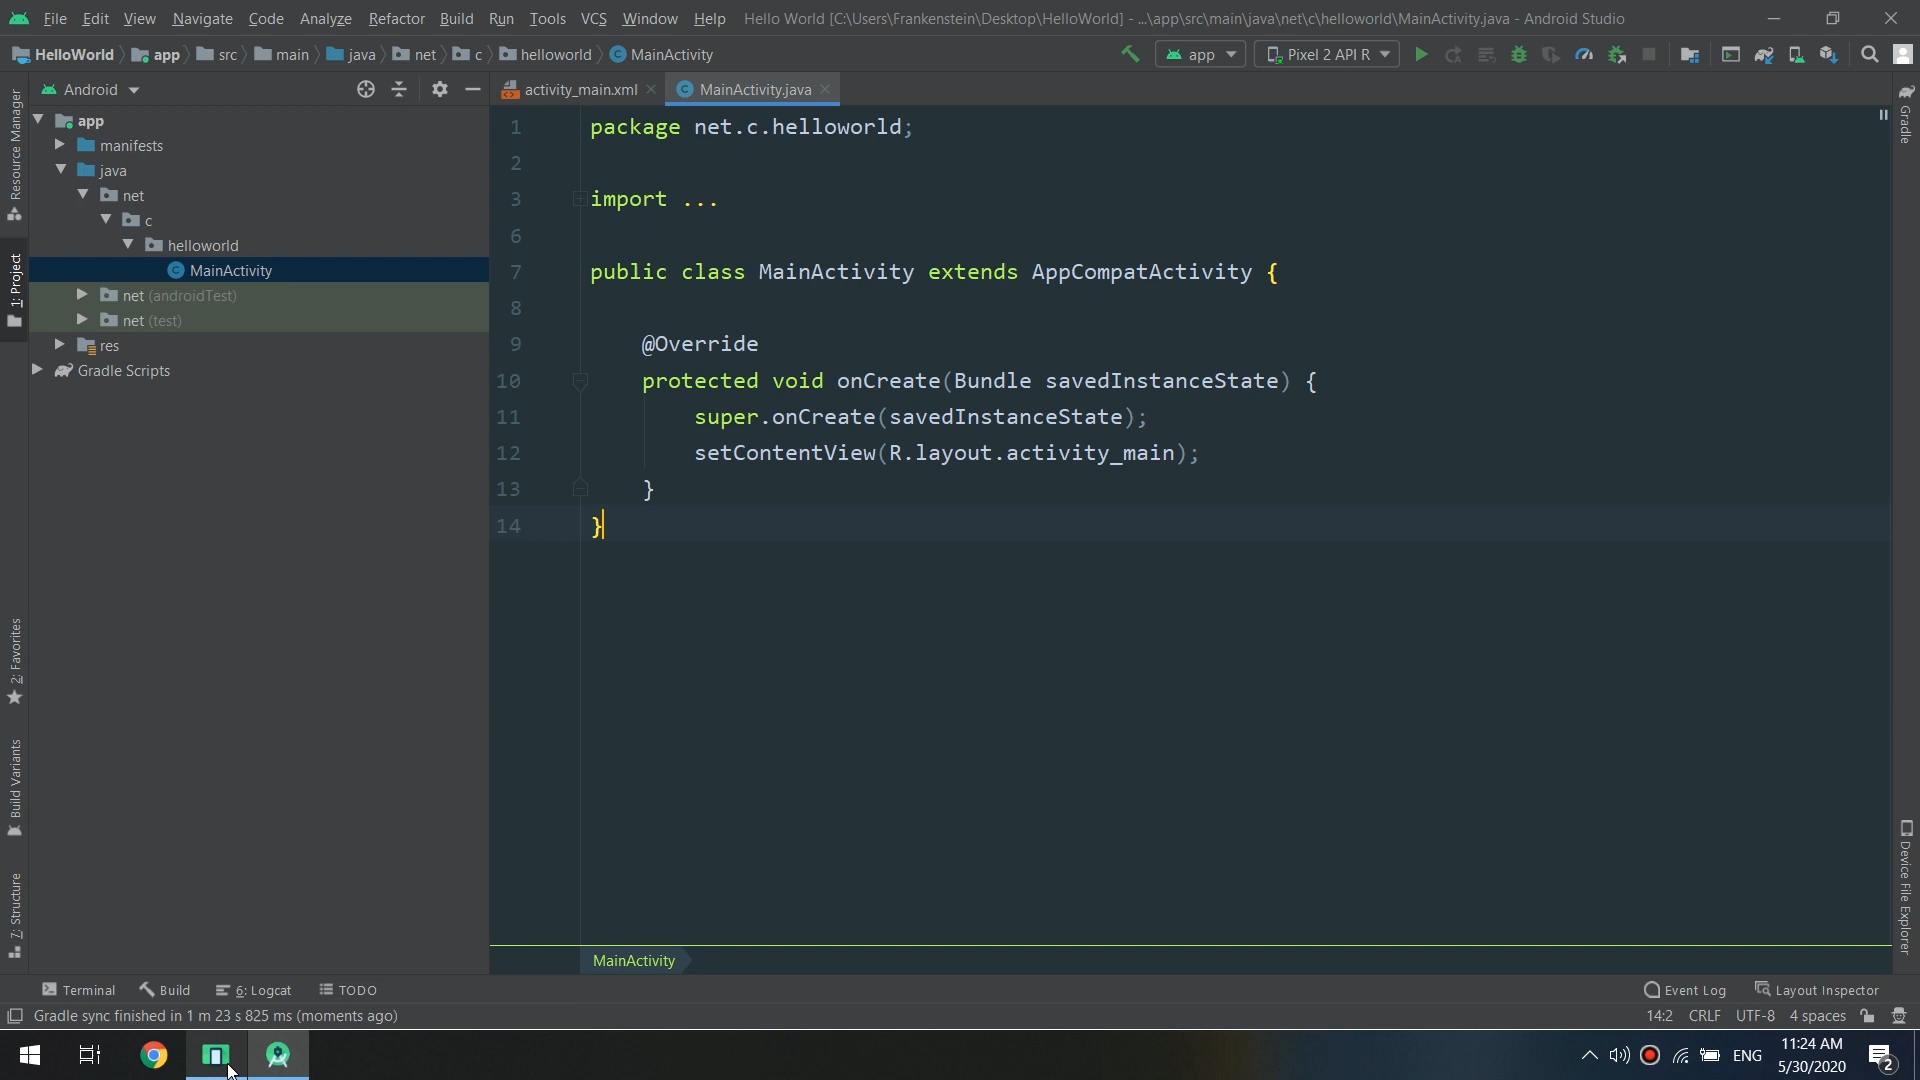 File Edit View Navigate Code Analyze Refactor Build Run Tools VCS Window Help Hello World [C:\Users\Frankenstein\Desktop\HelloWorld] - ...\app\src\main\java\net\c\helloworld\MainActivity.java - Android Studio
HelloWorld app src main java net c helloworld MainActivity app Pixel 2 API R
Android activity_main.xml MainActivity.java
app
manifests
java
net
c
helloworld
MainActivity
net (androidTest)
net (test)
res
Gradle Scripts
Resource Manager
1: Project
2: Favorites
Build Variants
7: Structure
1 package net.c.helloworld;
2
3 import ...
6
7 public class MainActivity extends AppCompatActivity {
8
9 @Override
10 protected void onCreate(Bundle savedInstanceState) {
11 super.onCreate(savedInstanceState);
12 setContentView(R.layout.activity_main);
13 }
14 }
MainActivity
Gradle
Device File Explorer
Terminal Build 6: Logcat TODO Event Log Layout Inspector
Gradle sync finished in 1 m 23 s 825 ms (moments ago) 14:2 CRLF UTF-8 4 spaces
ENG 11:24 AM
5/30/2020 2